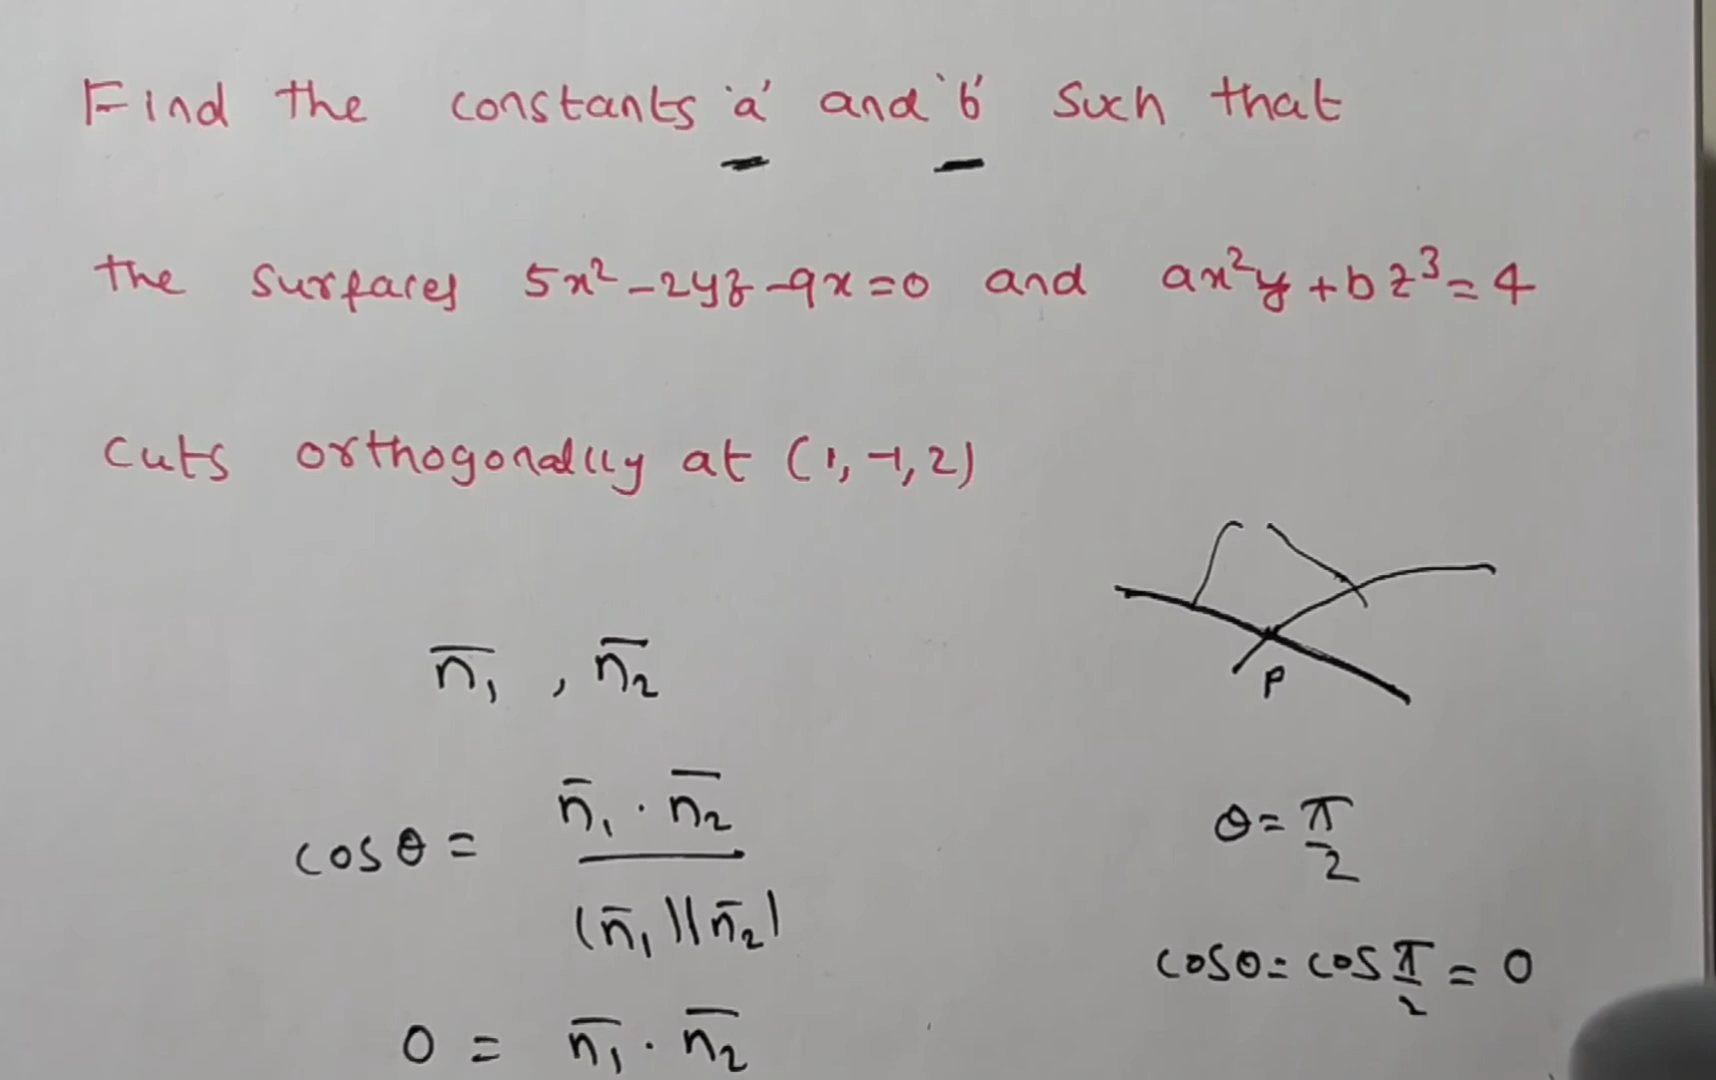 Find the constants 'a' and 'b' such that
the surfaces 5x²-2yz-9x=0 and ax²y+bz³=4
cuts orthogonally at (1,-1,2)
P
n̅₁ , n̅₂
cosθ = n̅₁ · n̅₂ / |n̅₁||n̅₂|
θ = π/2
cosθ = cos π/2 = 0
0 = n̅₁ · n̅₂